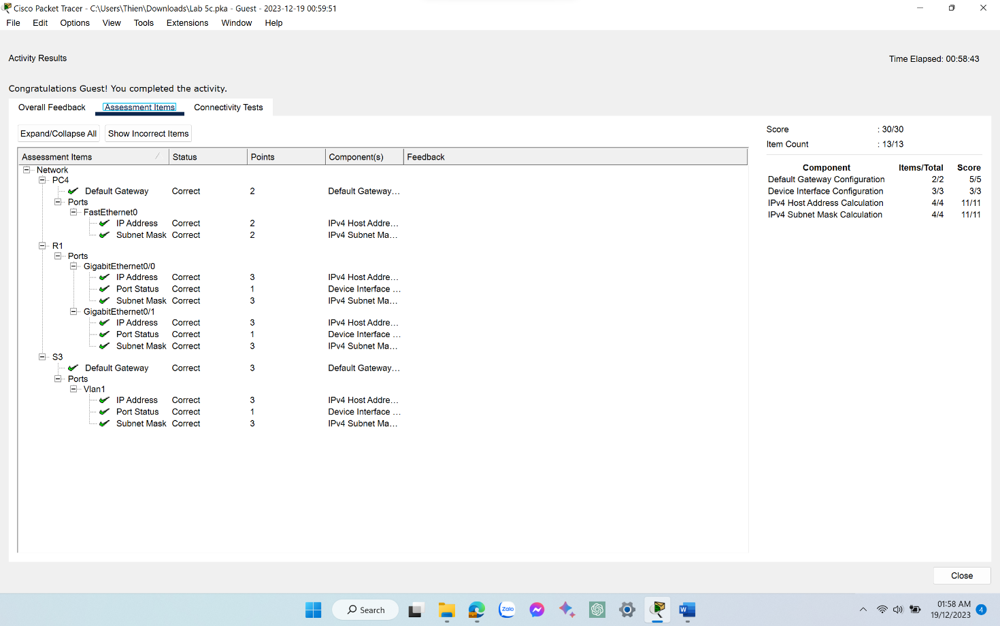 Cisco Packet Tracer - C:\Users\Thien\Downloads\Lab 5c.pka - Guest - 2023-12-19 00:59:51
File Edit Options View Tools Extensions Window Help
Activity Results
Time Elapsed: 00:58:43
Congratulations Guest! You completed the activity.
Overall Feedback Assessment Items Connectivity Tests
Expand/Collapse All Show Incorrect Items
Assessment Items Status Points Component(s) Feedback
Network
PC4
Default Gateway Correct 2 Default Gateway...
Ports
FastEthernet0
IP Address Correct 2 IPv4 Host Addre...
Subnet Mask Correct 2 IPv4 Subnet Ma...
R1
Ports
GigabitEthernet0/0
IP Address Correct 3 IPv4 Host Addre...
Port Status Correct 1 Device Interface ...
Subnet Mask Correct 3 IPv4 Subnet Ma...
GigabitEthernet0/1
IP Address Correct 3 IPv4 Host Addre...
Port Status Correct 1 Device Interface ...
Subnet Mask Correct 3 IPv4 Subnet Ma...
S3
Default Gateway Correct 3 Default Gateway...
Ports
Vlan1
IP Address Correct 3 IPv4 Host Addre...
Port Status Correct 1 Device Interface ...
Subnet Mask Correct 3 IPv4 Subnet Ma...
Score : 30/30
Item Count : 13/13
Component Items/Total Score
Default Gateway Configuration 2/2 5/5
Device Interface Configuration 3/3 3/3
IPv4 Host Address Calculation 4/4 11/11
IPv4 Subnet Mask Calculation 4/4 11/11
Close
Search
Zalo
W
01:58 AM
19/12/2023
4